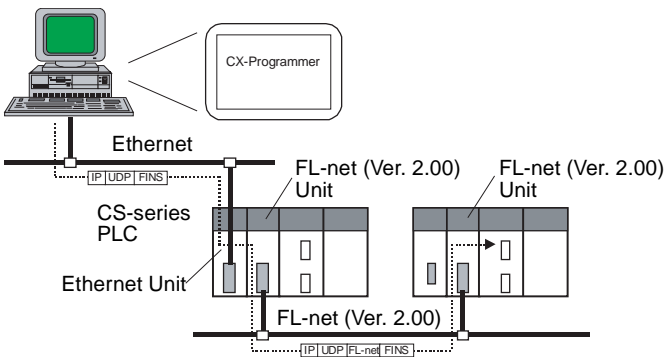 CX-Programmer
Ethernet
IP UDP FINS
FL-net (Ver. 2.00)
Unit
FL-net (Ver. 2.00)
Unit
CS-series
PLC
Ethernet Unit
FL-net (Ver. 2.00)
IP UDP FL-net FINS